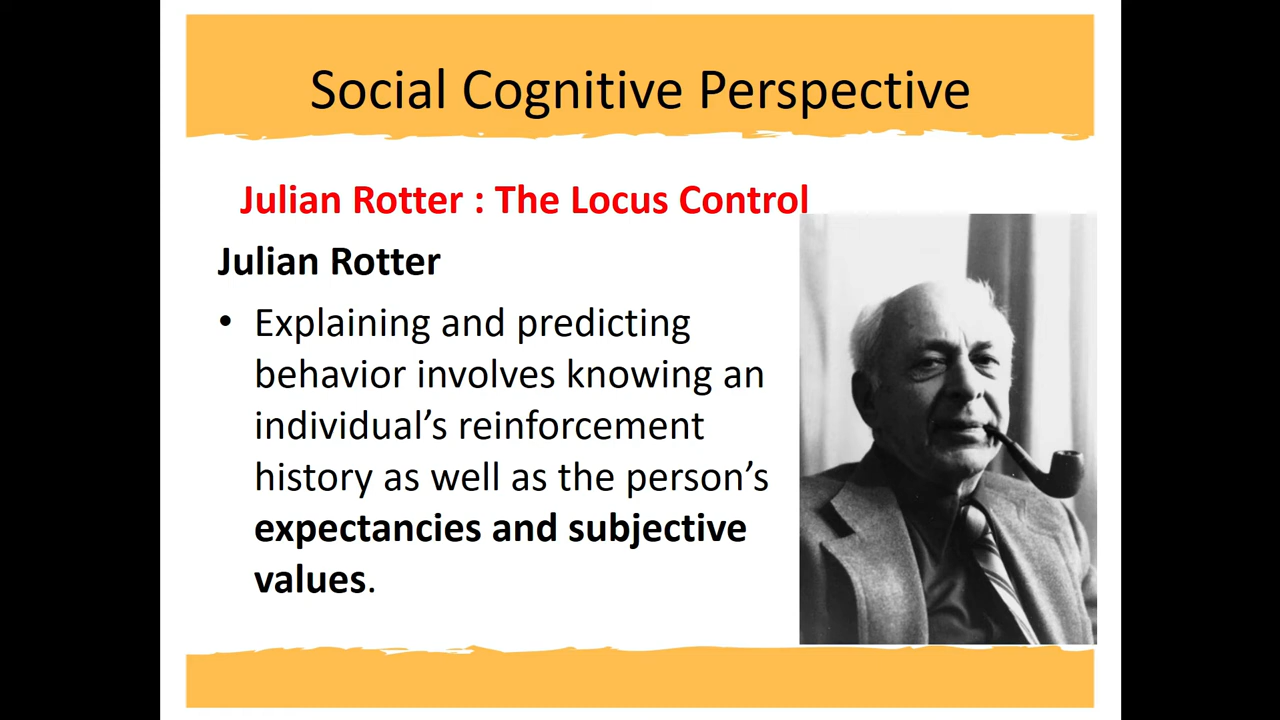 Social Cognitive Perspective
Julian Rotter : The Locus Control
Julian Rotter
• Explaining and predicting
behavior involves knowing an
individual’s reinforcement
history as well as the person’s
expectancies and subjective
values.